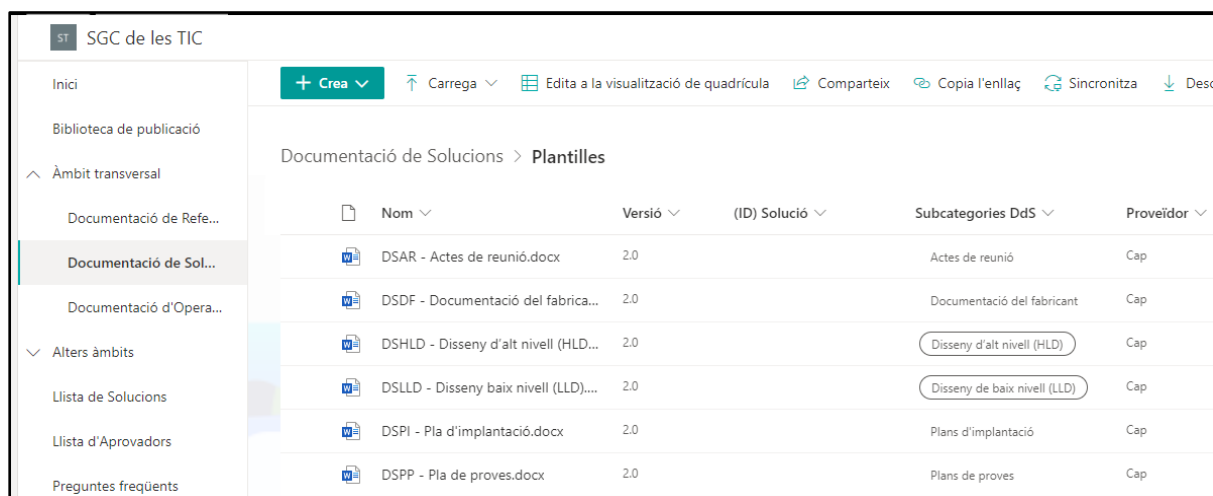 ST SGC de les TIC
Inici
Biblioteca de publicació
Àmbit transversal
Documentació de Refe...
Documentació de Sol...
Documentació d'Opera...
Alters àmbits
Llista de Solucions
Llista d'Aprovadors
Preguntes freqüents
+ Crea Carrega Edita a la visualització de quadrícula Comparteix Copia l'enllaç Sincronitza Desc
Documentació de Solucions > Plantilles
Nom Versió (ID) Solució Subcategories DdS Proveïdor
DSAR - Actes de reunió.docx 2.0 Actes de reunió Cap
DSDF - Documentació del fabrica... 2.0 Documentació del fabricant Cap
DSHLD - Disseny d'alt nivell (HLD... 2.0 Disseny d'alt nivell (HLD) Cap
DSLLD - Disseny baix nivell (LLD).... 2.0 Disseny de baix nivell (LLD) Cap
DSPI - Pla d'implantació.docx 2.0 Plans d'implantació Cap
DSPP - Pla de proves.docx 2.0 Plans de proves Cap